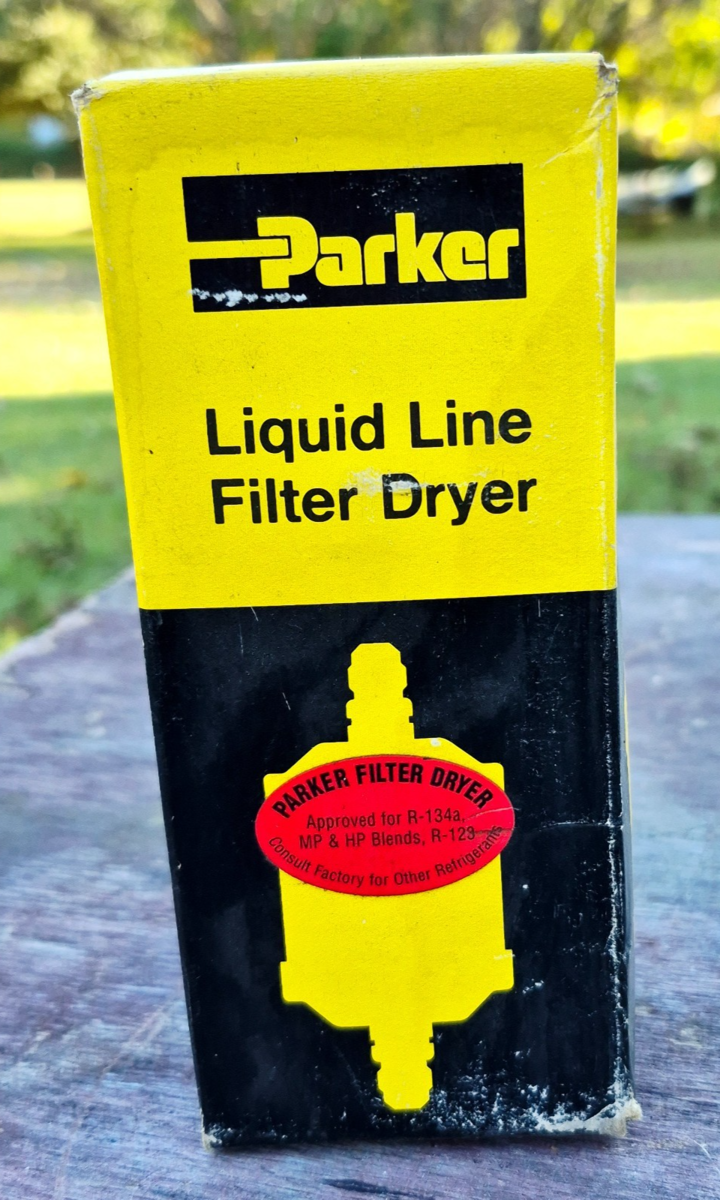 Parker
Liquid Line
Filter Dryer
PARKER FILTER DRYER
Approved for R-134a,
MP & HP Blends, R-123
Consult Factory for Other Refrigerants